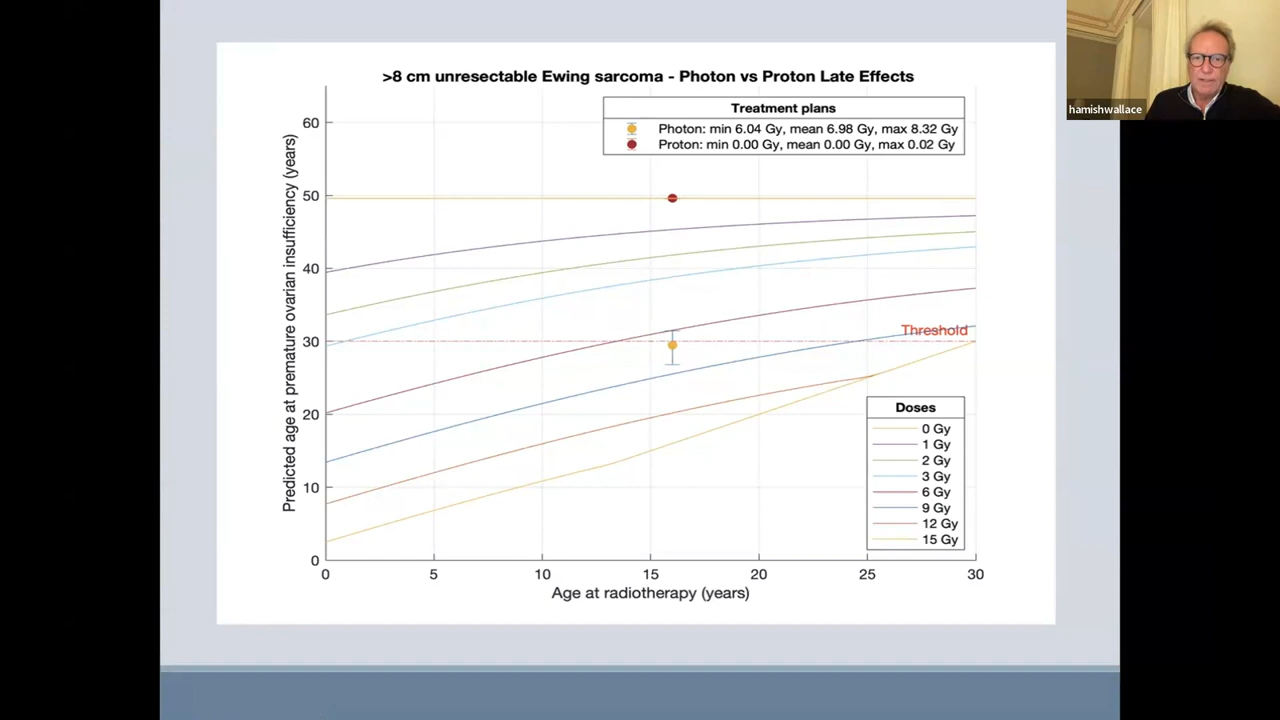 >8 cm unresectable Ewing sarcoma - Photon vs Proton Late Effects
Treatment plans
Photon: min 6.04 Gy, mean 6.98 Gy, max 8.32 Gy
Proton: min 0.00 Gy, mean 0.00 Gy, max 0.02 Gy
hamishwallace
Predicted age at premature ovarian insufficiency (years)
60
50
40
30
20
10
0
Threshold
Doses
0 Gy
1 Gy
2 Gy
3 Gy
6 Gy
9 Gy
12 Gy
15 Gy
0 5 10 15 20 25 30
Age at radiotherapy (years)